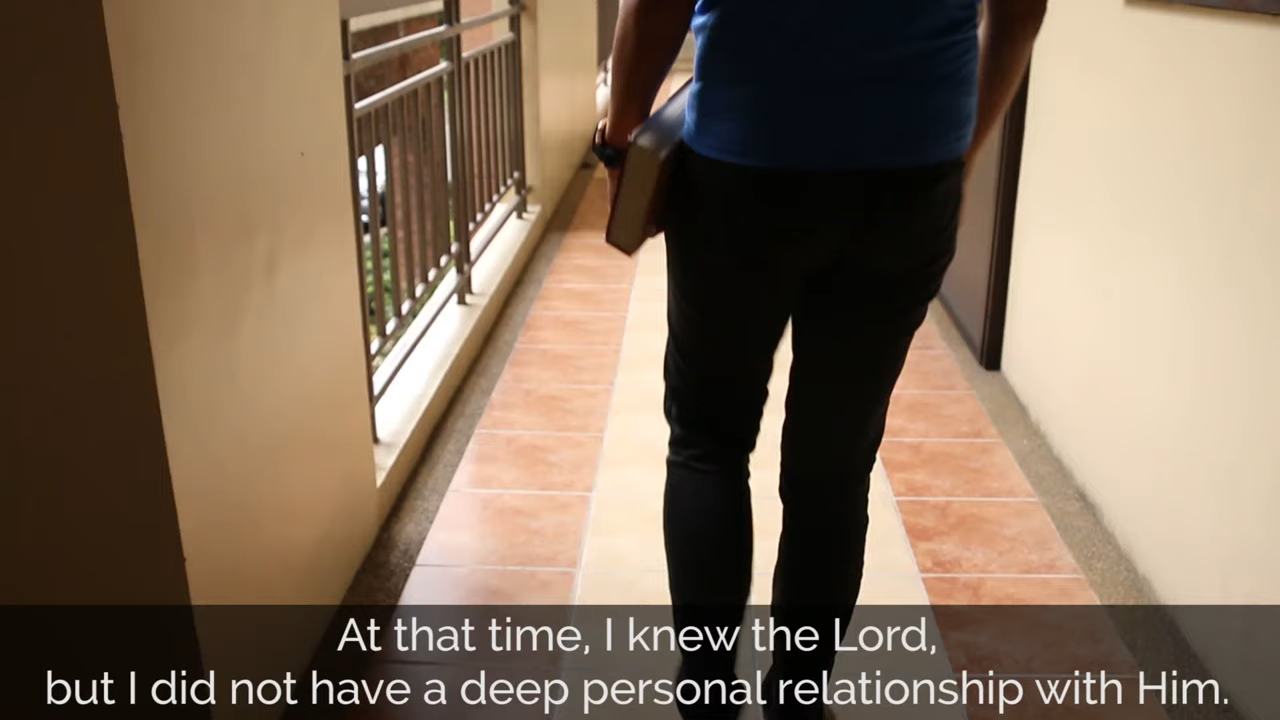 At that time, I knew the Lord,
but I did not have a deep personal relationship with Him.